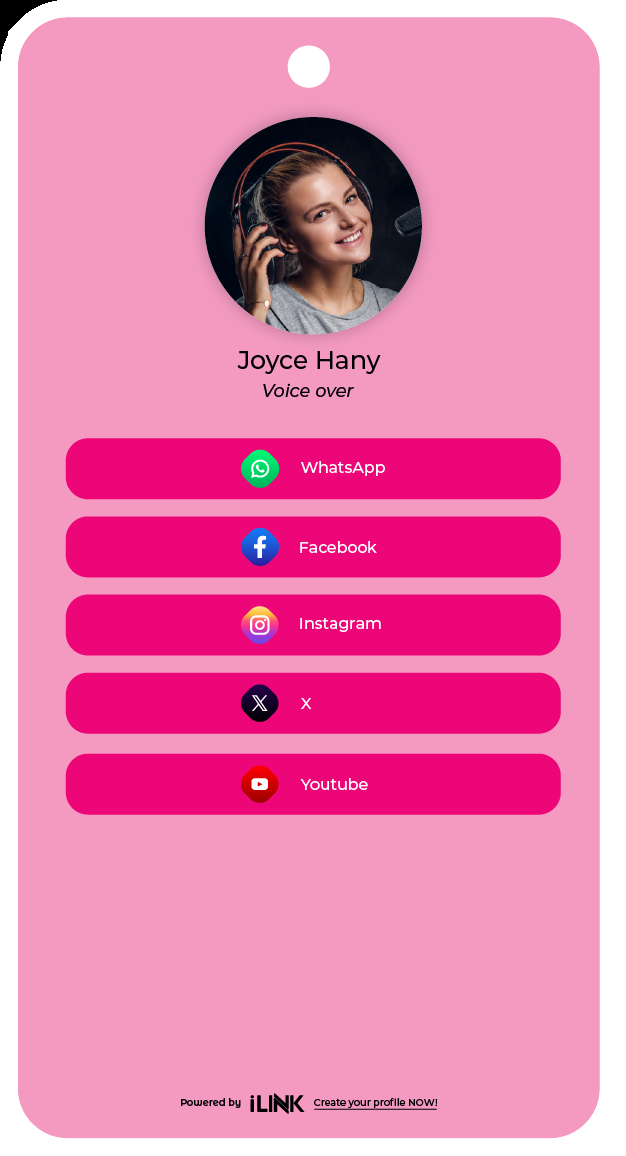 Joyce Hany
Voice over
WhatsApp
Facebook
Instagram
X
Youtube
Powered by iLINK Create your profile NOW!